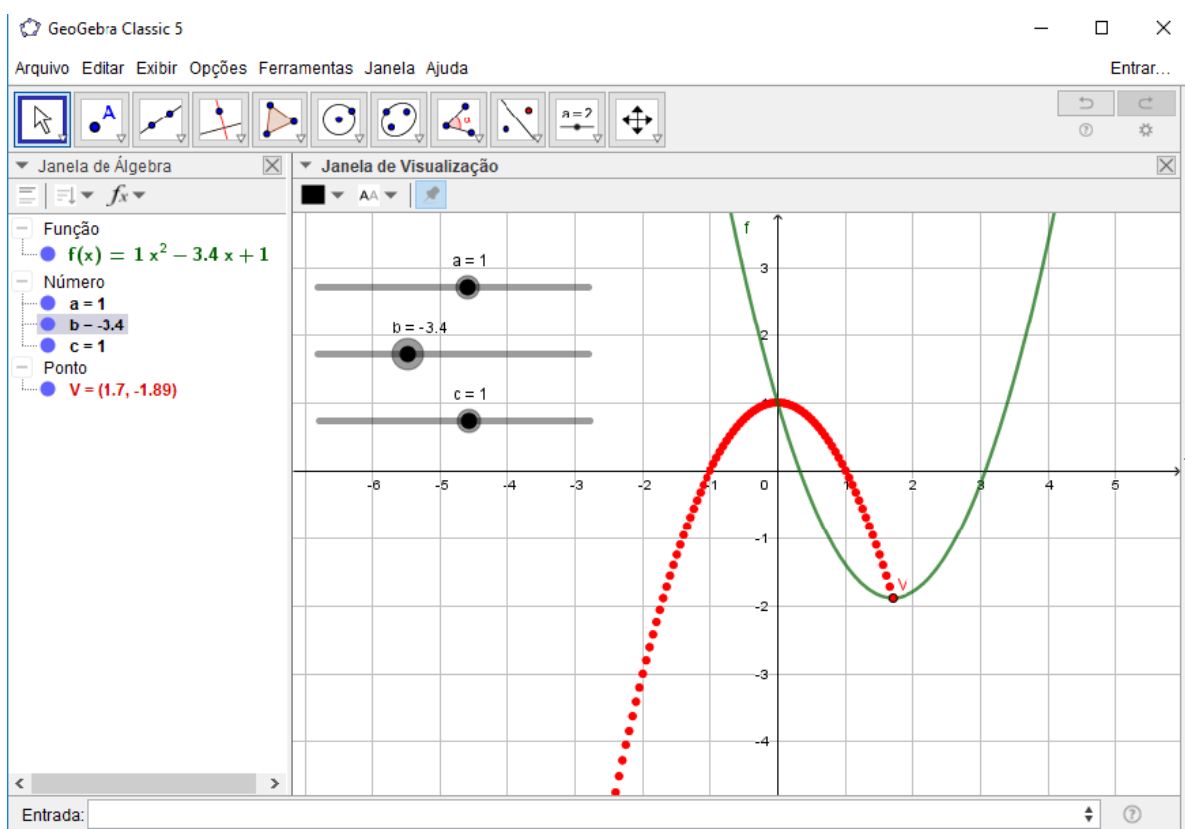 GeoGebra Classic 5
Arquivo Editar Exibir Opções Ferramentas Janela Ajuda
Entrar...
A
α
a=2
Janela de Álgebra
Janela de Visualização
fx
AA
Função
f(x) = 1 x² − 3.4 x + 1
Número
a = 1
b = -3.4
c = 1
Ponto
V = (1.7, -1.89)
a = 1
b = -3.4
c = 1
f
3
2
1
-6 -5 -4 -3 -2 -1 0 1 2 3 4 5
-1
-2
-3
-4
V
Entrada: